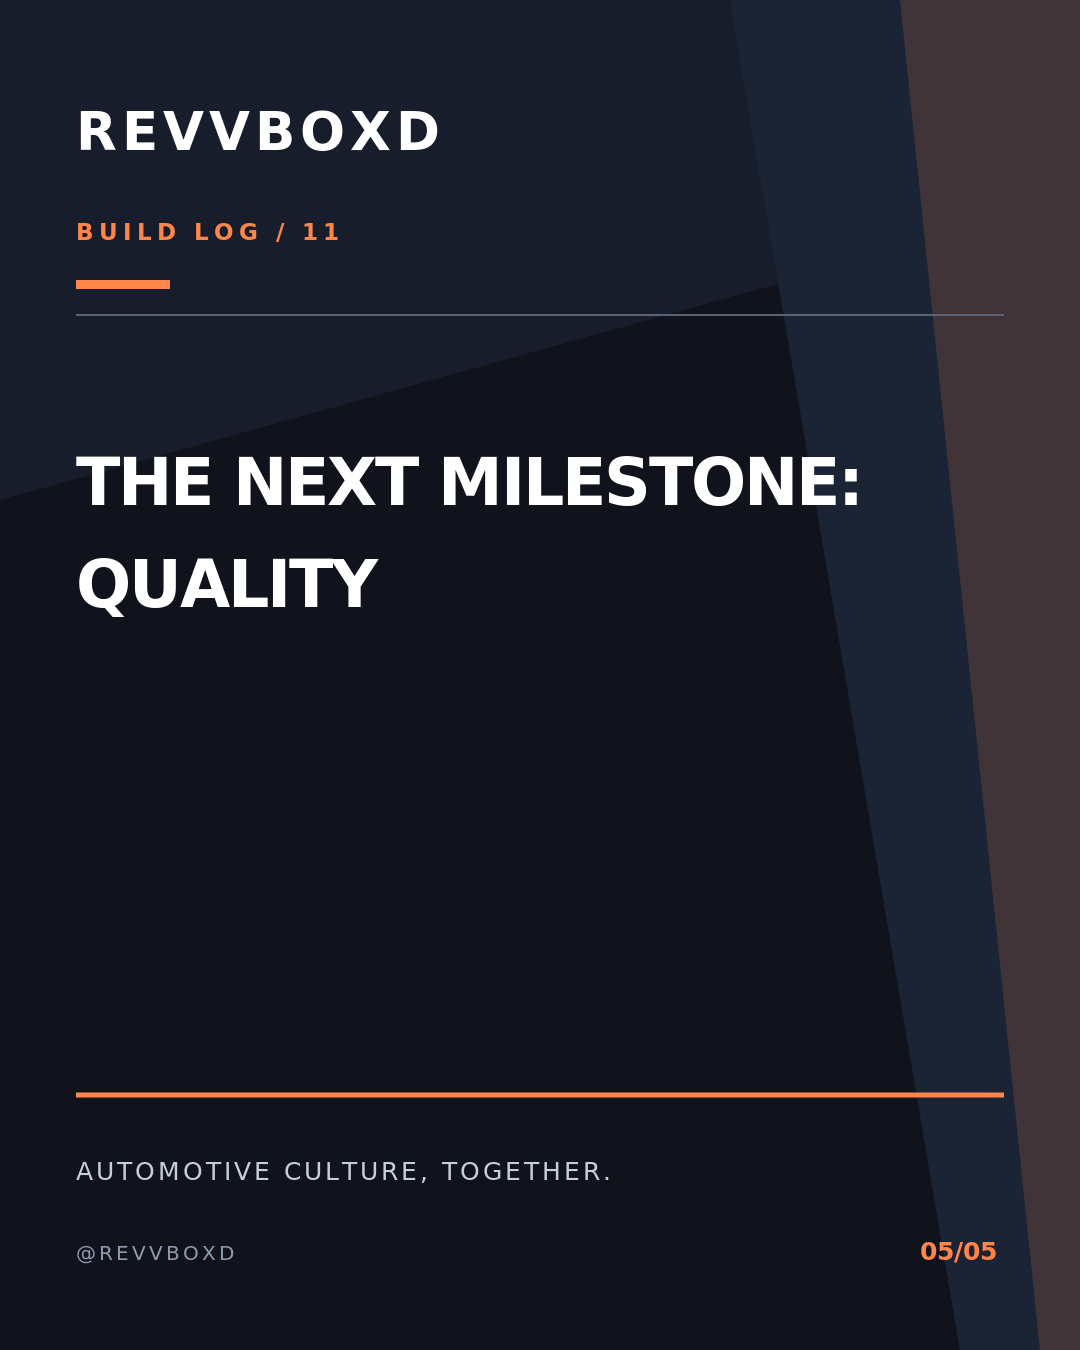 REVVBOXD
BUILD LOG / 11
THE NEXT MILESTONE:
QUALITY
AUTOMOTIVE CULTURE, TOGETHER.
@REVVBOXD
05/05